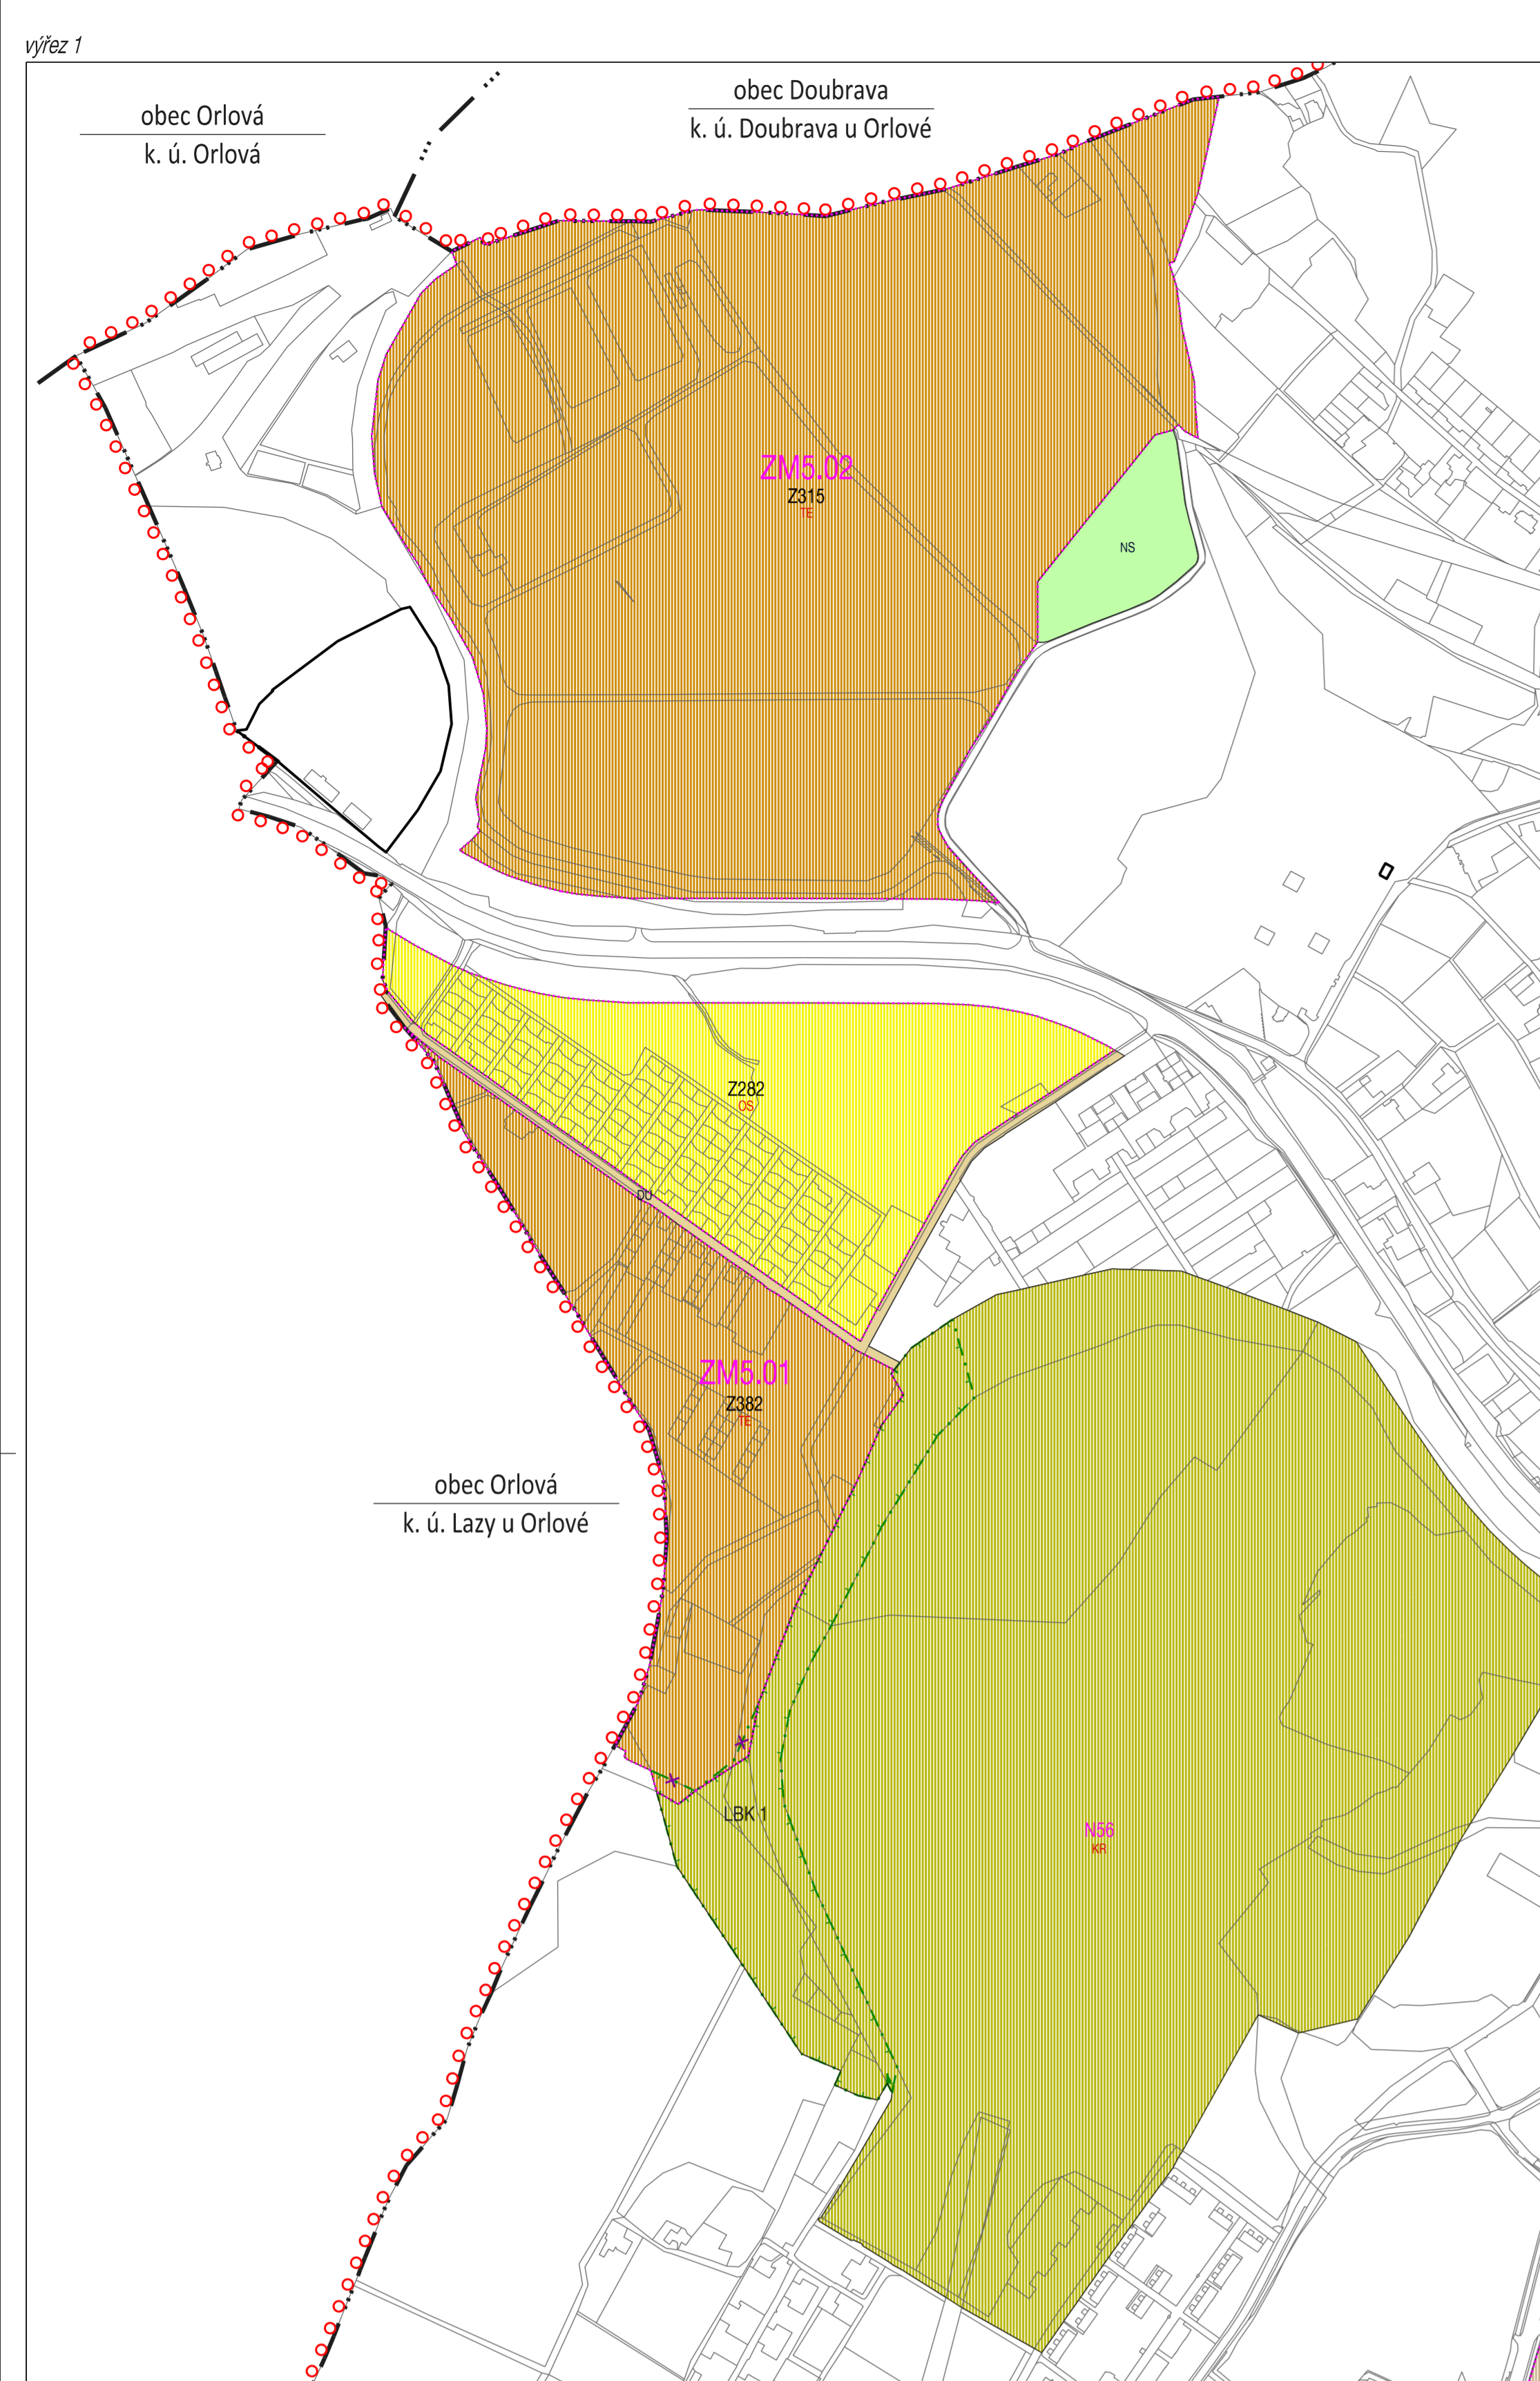 výřez 1
obec Orlová
k. ú. Orlová
obec Doubrava
k. ú. Doubrava u Orlové
ZM5.02
Z315
TE
NS
Z282
OS
DU
ZM5.01
Z382
TE
obec Orlová
k. ú. Lazy u Orlové
LBK 1
N56
KR